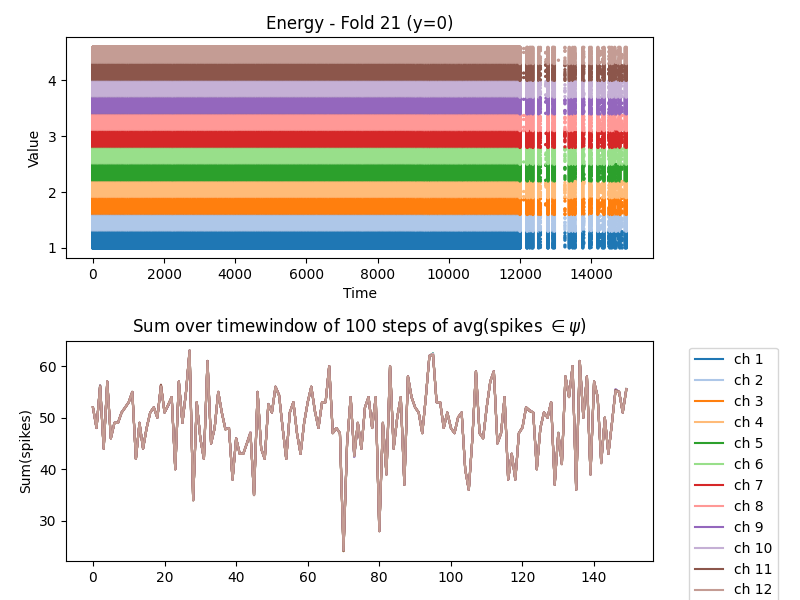 Energy - Fold 21 (y=0)
Value
4
3
2
1
0 2000 4000 6000 8000 10000 12000 14000
Time
Sum over timewindow of 100 steps of avg(spikes ∈ψ)
Sum(spikes)
60
50
40
30
0 20 40 60 80 100 120 140
ch 1
ch 2
ch 3
ch 4
ch 5
ch 6
ch 7
ch 8
ch 9
ch 10
ch 11
ch 12